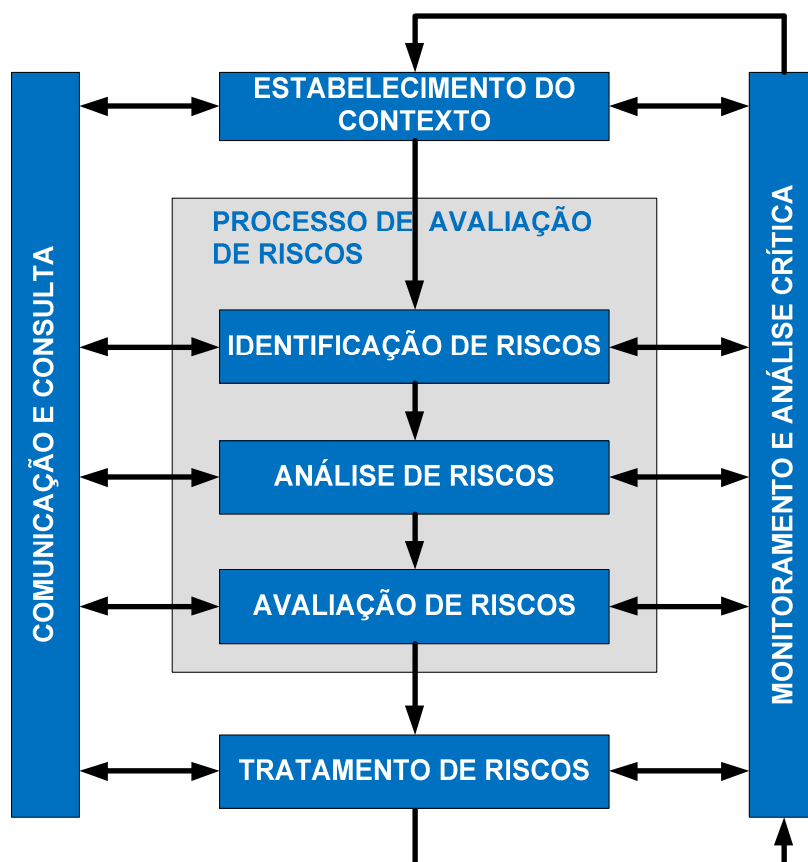 ESTABELECIMENTO DO
CONTEXTO
PROCESSO DE AVALIAÇÃO
DE RISCOS
IDENTIFICAÇÃO DE RISCOS
ANÁLISE DE RISCOS
AVALIAÇÃO DE RISCOS
TRATAMENTO DE RISCOS
COMUNICAÇÃO E CONSULTA
MONITORAMENTO E ANÁLISE CRÍTICA